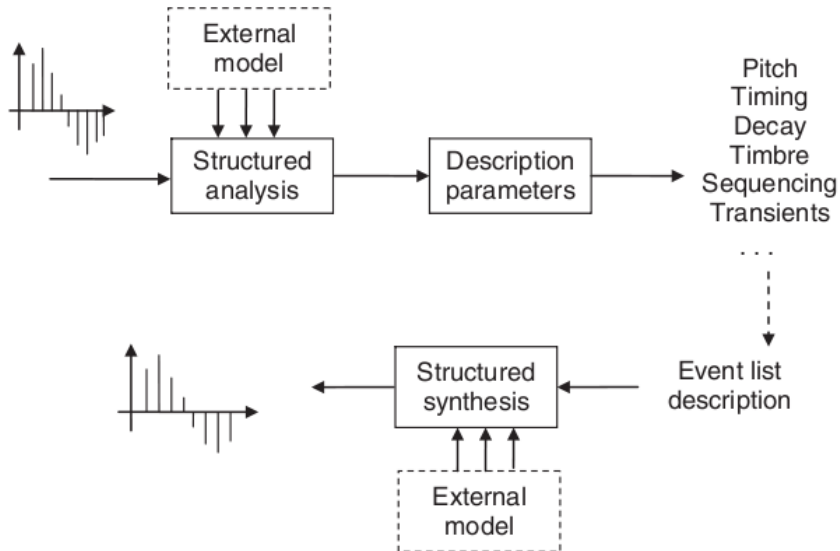 External
model
Structured
analysis
Description
parameters
Pitch
Timing
Decay
Timbre
Sequencing
Transients
. . .
Structured
synthesis
Event list
description
External
model